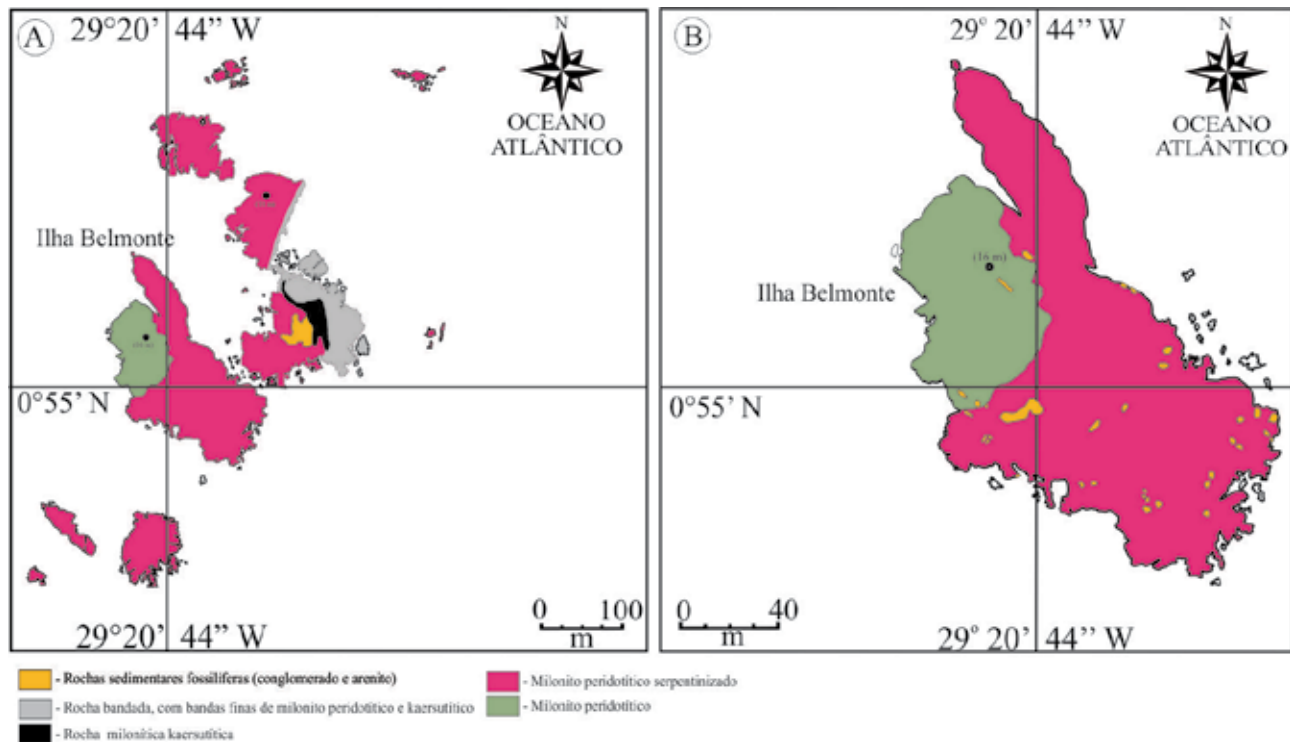 A
29°20' 44'' W
N
OCEANO
ATLÂNTICO
Ilha Belmonte
0°55' N
0 100
m
29°20' 44'' W
B
29° 20' 44'' W
N
OCEANO
ATLÂNTICO
(16 m)
Ilha Belmonte
0°55' N
0 40
m
29° 20' 44'' W
- Rochas sedimentares fossilíferas (conglomerado e arenito)
- Rocha bandada, com bandas finas de milonito peridotítico e kaersutítico
- Rocha milonítica kaersutítica
- Milonito peridotítico serpentinizado
- Milonito peridotítico